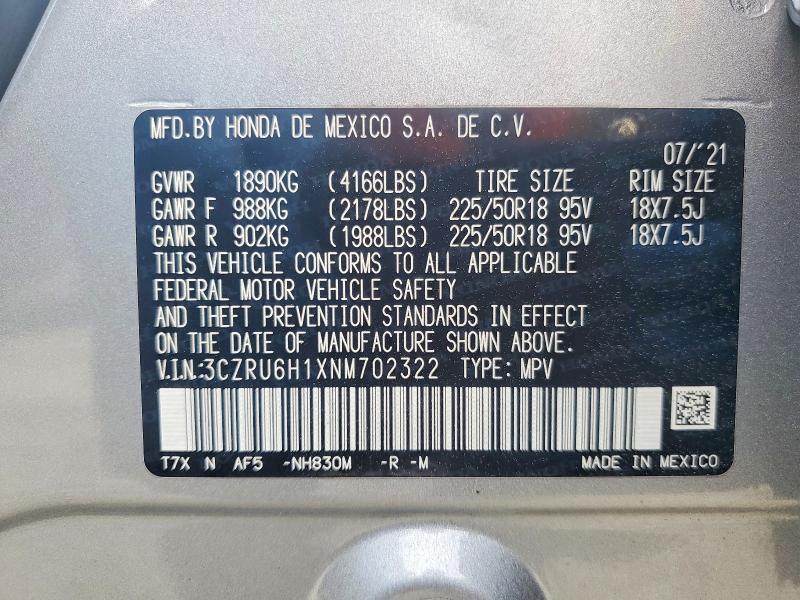 MFD.BY HONDA DE MEXICO S.A. DE C.V.
07/'21
GVWR 1890KG (4166LBS) TIRE SIZE RIM SIZE
GAWR F 988KG (2178LBS) 225/50R18 95V 18X7.5J
GAWR R 902KG (1988LBS) 225/50R18 95V 18X7.5J
THIS VEHICLE CONFORMS TO ALL APPLICABLE
FEDERAL MOTOR VEHICLE SAFETY
AND THEFT PREVENTION STANDARDS IN EFFECT
ON THE DATE OF MANUFACTURE SHOWN ABOVE.
V.I.N.:3CZRU6H1XNM702322 TYPE: MPV
T7X N AF5 -NH830M -R -M MADE IN MEXICO